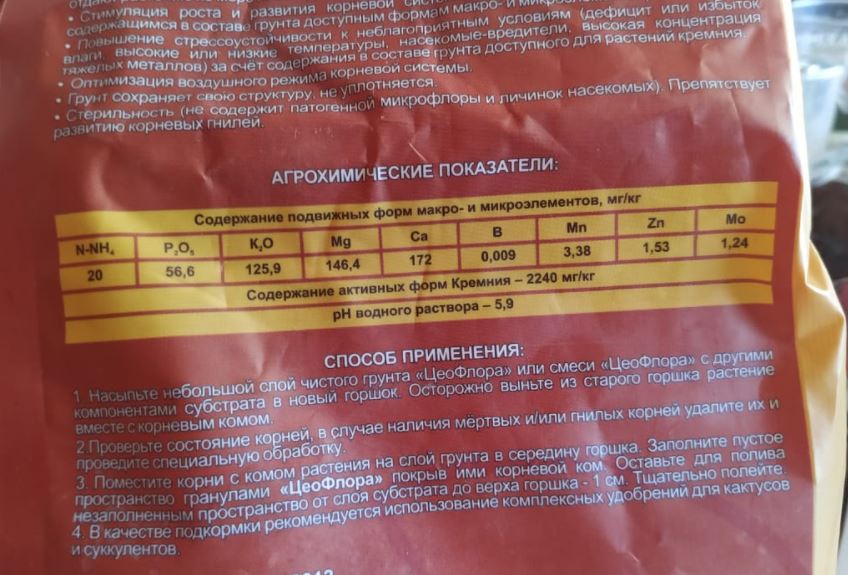 • Стимуляция роста и развития корневой
содержащимися в составе грунта доступным формам макро- и
• Повышение стрессоустойчивости к неблагоприятным условиям (дефицит или избыток
влаги, высокие или низкие температуры, насекомые-вредители, высокая концентрация
тяжелых металлов) за счёт содержания в составе грунта доступного для растений кремния.
• Оптимизация воздушного режима корневой системы.
• Грунт сохраняет свою структуру, не уплотняется.
• Стерильность (не содержит патогенной микрофлоры и личинок насекомых). Препятствует
развитию корневых гнилей.
АГРОХИМИЧЕСКИЕ ПОКАЗАТЕЛИ:
Содержание подвижных форм макро- и микроэлементов, мг/кг
N-NH₄ P₂O₅ K₂O Mg Ca B Mn Zn Mo
20 56,6 125,9 146,4 172 0,009 3,38 1,53 1,24
Содержание активных форм Кремния – 2240 мг/кг
pH водного раствора – 5,9
СПОСОБ ПРИМЕНЕНИЯ:
1. Насыпьте небольшой слой чистого грунта «ЦеоФлора» или смеси «ЦеоФлора» с другими
компонентами субстрата в новый горшок. Осторожно выньте из старого горшка растение
вместе с корневым комом.
2.Проверьте состояние корней, в случае наличия мёртвых и/или гнилых корней удалите их и
проведите специальную обработку.
3. Поместите корни с комом растения на слой грунта в середину горшка. Заполните пустое
пространство гранулами «ЦеоФлора» покрыв ими корневой ком. Оставьте для полива
незаполненным пространство от слоя субстрата до верха горшка - 1 см. Тщательно полейте.
4. В качестве подкормки рекомендуется использование комплексных удобрений для кактусов
и суккулентов.